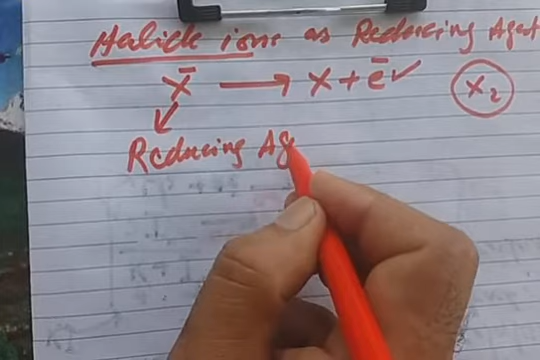 Halide ions as Reducing Agent
X⁻ → X + e⁻ ✓ X₂
Reducing Ag